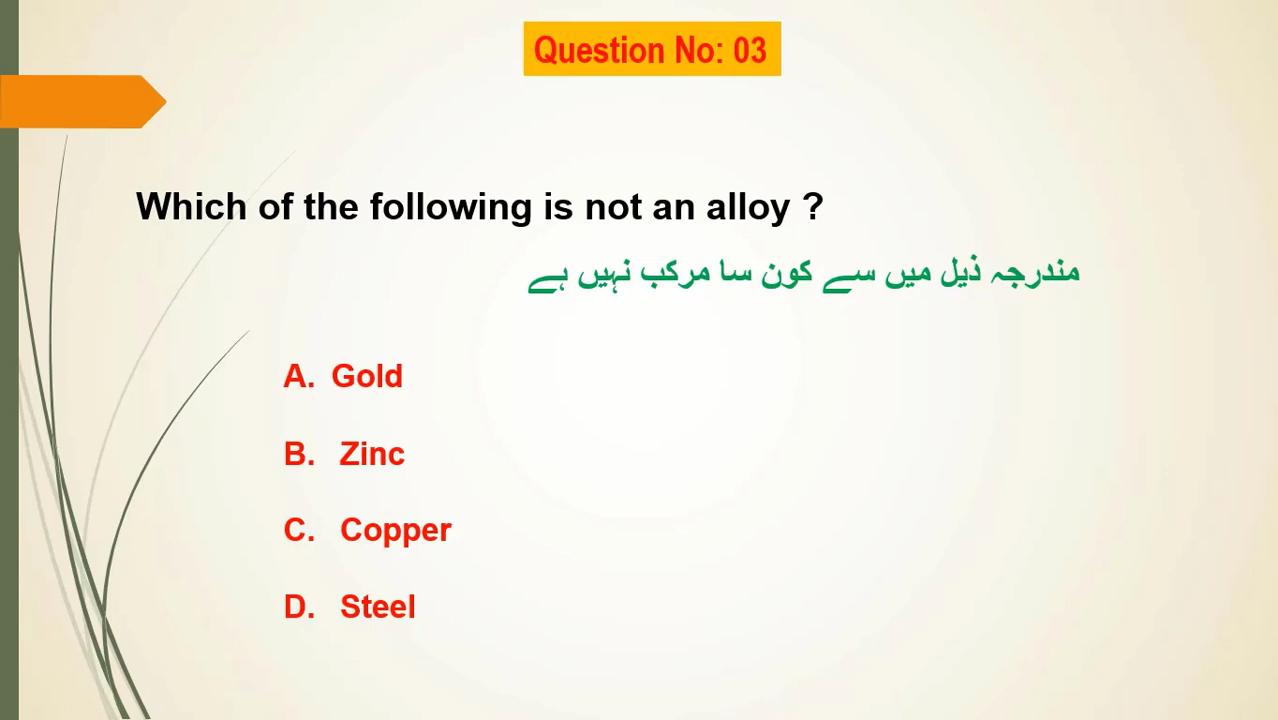 Question No: 03
Which of the following is not an alloy ?
مندرجہ ذیل میں سے کون سا مرکب نہیں ہے
A. Gold
B. Zinc
C. Copper
D. Steel